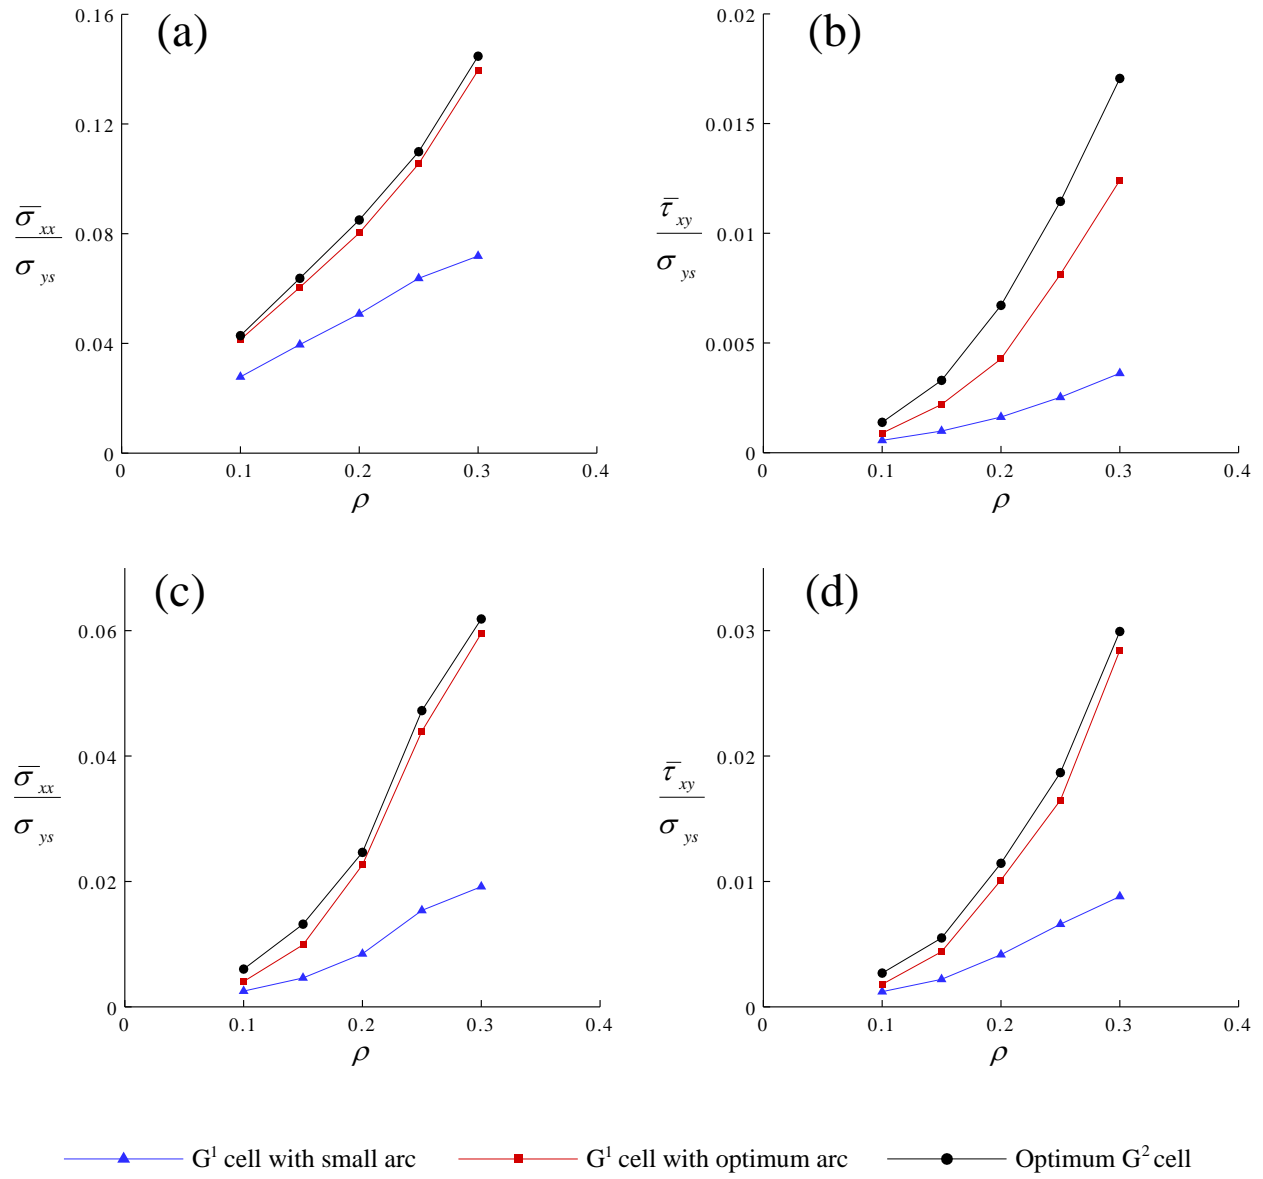 (a)
0.16
0.12
0.08
0.04
0
σ̅xx
σys
0 0.1 0.2 0.3 0.4
ρ
(b)
0.02
0.015
0.01
0.005
0
τ̅xy
σys
0 0.1 0.2 0.3 0.4
ρ
(c)
0.06
0.04
0.02
0
σ̅xx
σys
0 0.1 0.2 0.3 0.4
ρ
(d)
0.03
0.02
0.01
0
τ̅xy
σys
0 0.1 0.2 0.3 0.4
ρ
G¹ cell with small arc G¹ cell with optimum arc Optimum G² cell